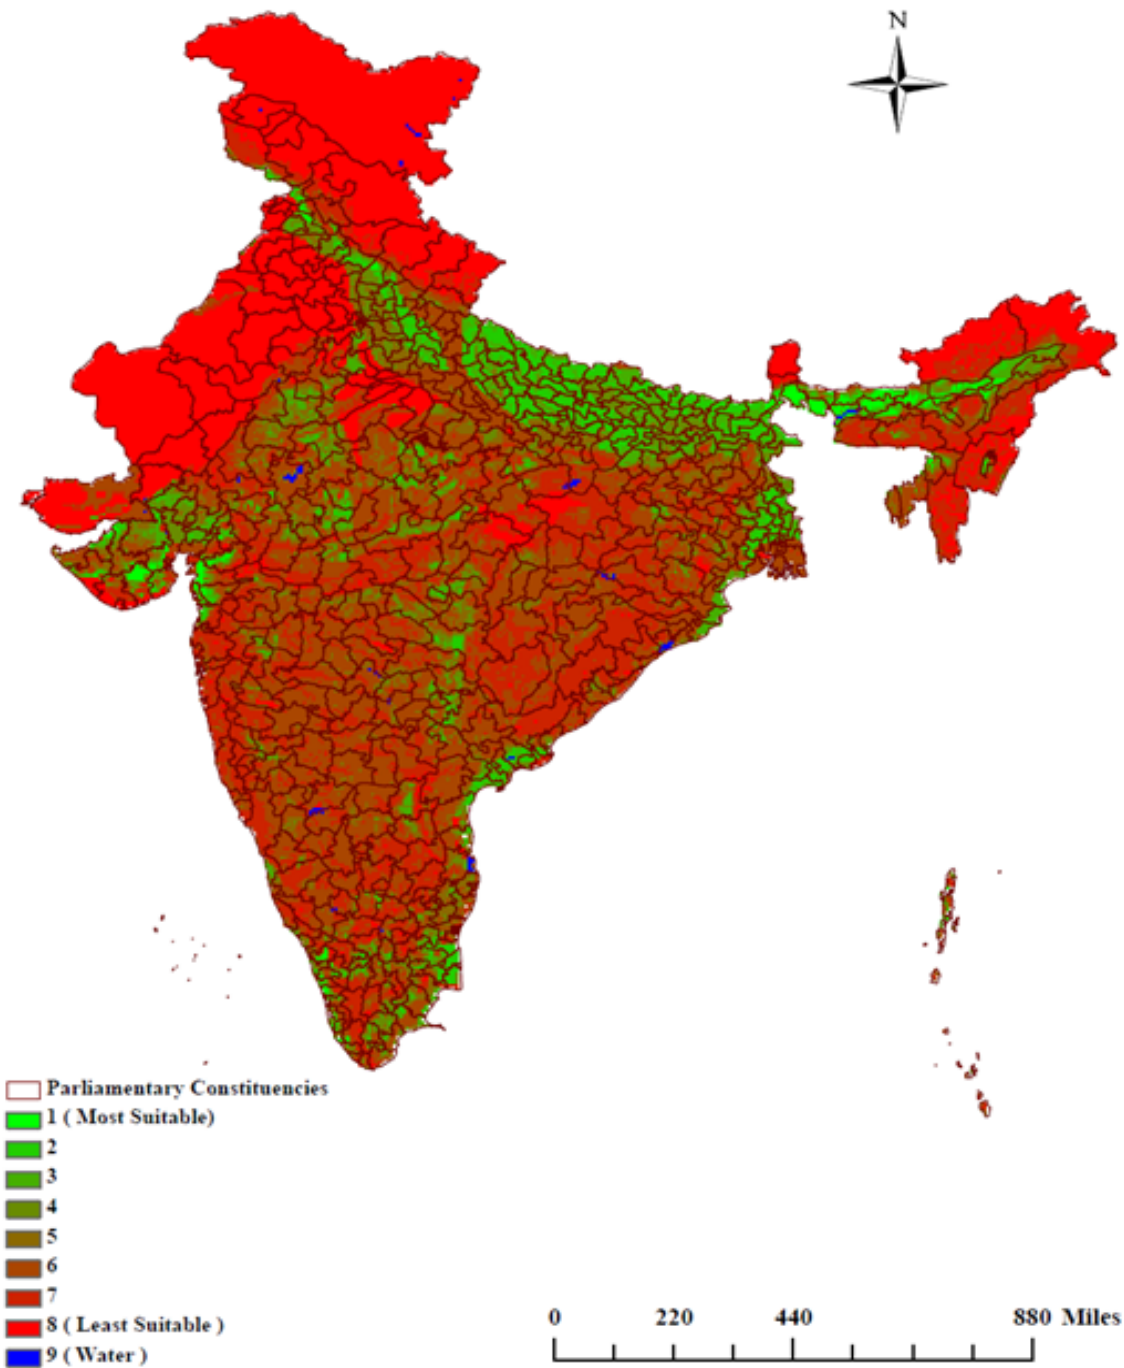 N
Parliamentary Constituencies
1 ( Most Suitable)
2
3
4
5
6
7
8 ( Least Suitable )
9 ( Water )
0 220 440 880 Miles